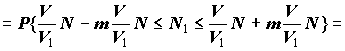 = P{V/V₁ N − m V/V₁ N ≤ N₁ ≤ V/V₁ N + m V/V₁ N} =